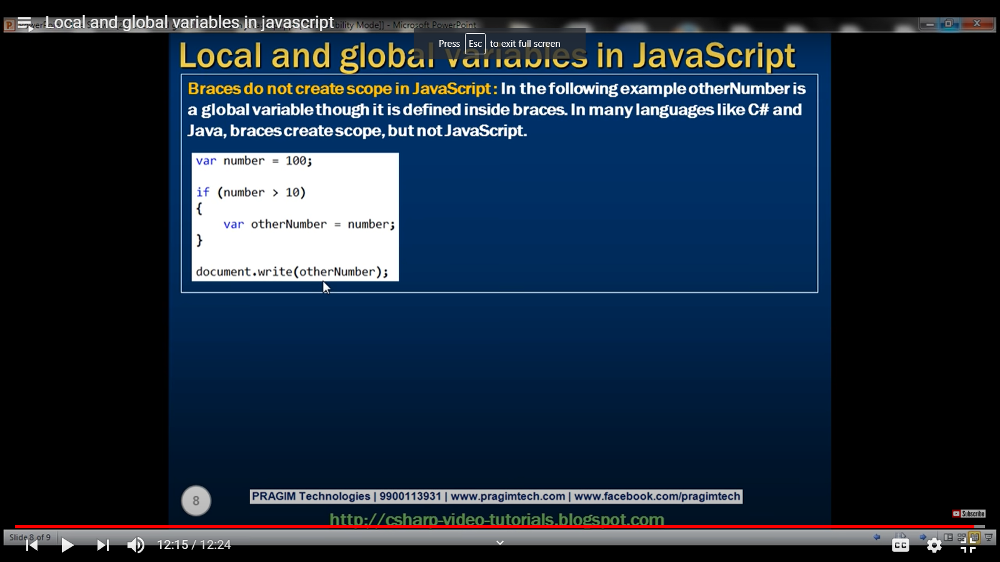 Local and global variables in javascript
Microsoft PowerPoint
Press Esc to exit full screen
Local and global variables in JavaScript
Braces do not create scope in JavaScript : In the following example otherNumber is
a global variable though it is defined inside braces. In many languages like C# and
Java, braces create scope, but not JavaScript.
var number = 100;
if (number > 10)
{
var otherNumber = number;
}
document.write(otherNumber);
8
PRAGIM Technologies | 9900113931 | www.pragimtech.com | www.facebook.com/pragimtech
http://csharp-video-tutorials.blogspot.com
Subscribe
Slide 8 of 9
12:15 / 12:24
CC